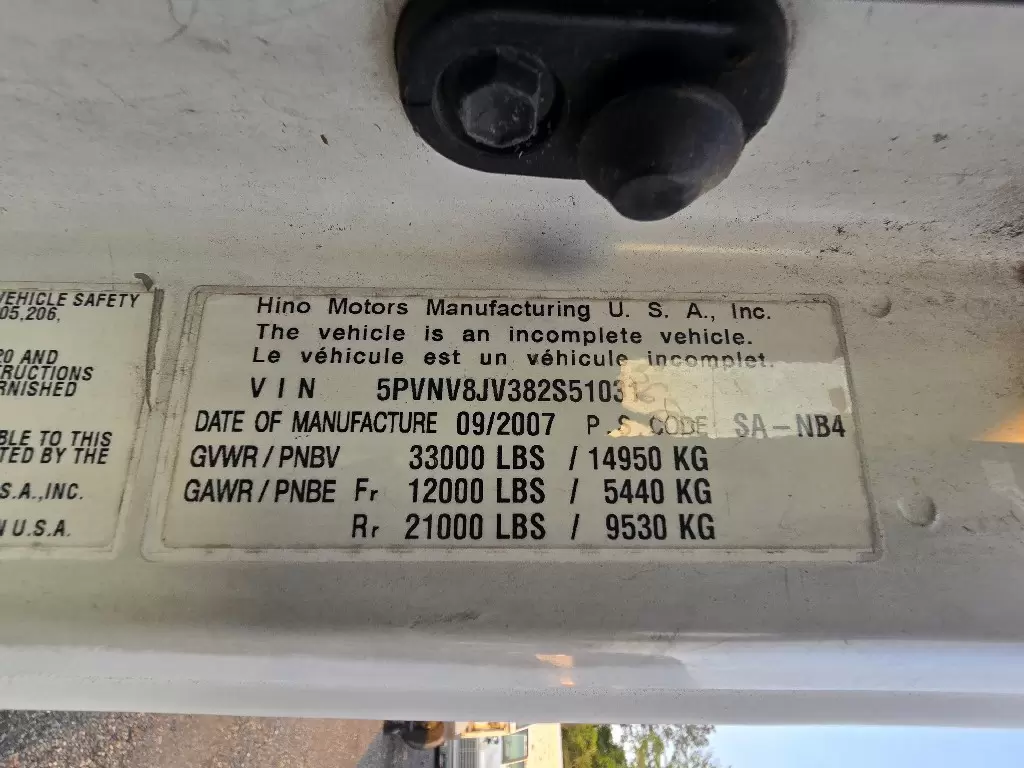 VEHICLE SAFETY
05,206,
20 AND
RUCTIONS
RNISHED
BLE TO THIS
TED BY THE
S.A.,INC.
N U.S.A.
Hino Motors Manufacturing U. S. A., Inc.
The vehicle is an incomplete vehicle.
Le véhicule est un véhicule incomplet.
VIN 5PVNV8JV382S51031
DATE OF MANUFACTURE 09/2007 P.S.CODE SA-NB4
GVWR/PNBV 33000 LBS / 14950 KG
GAWR/PNBE Fr 12000 LBS / 5440 KG
Rr 21000 LBS / 9530 KG